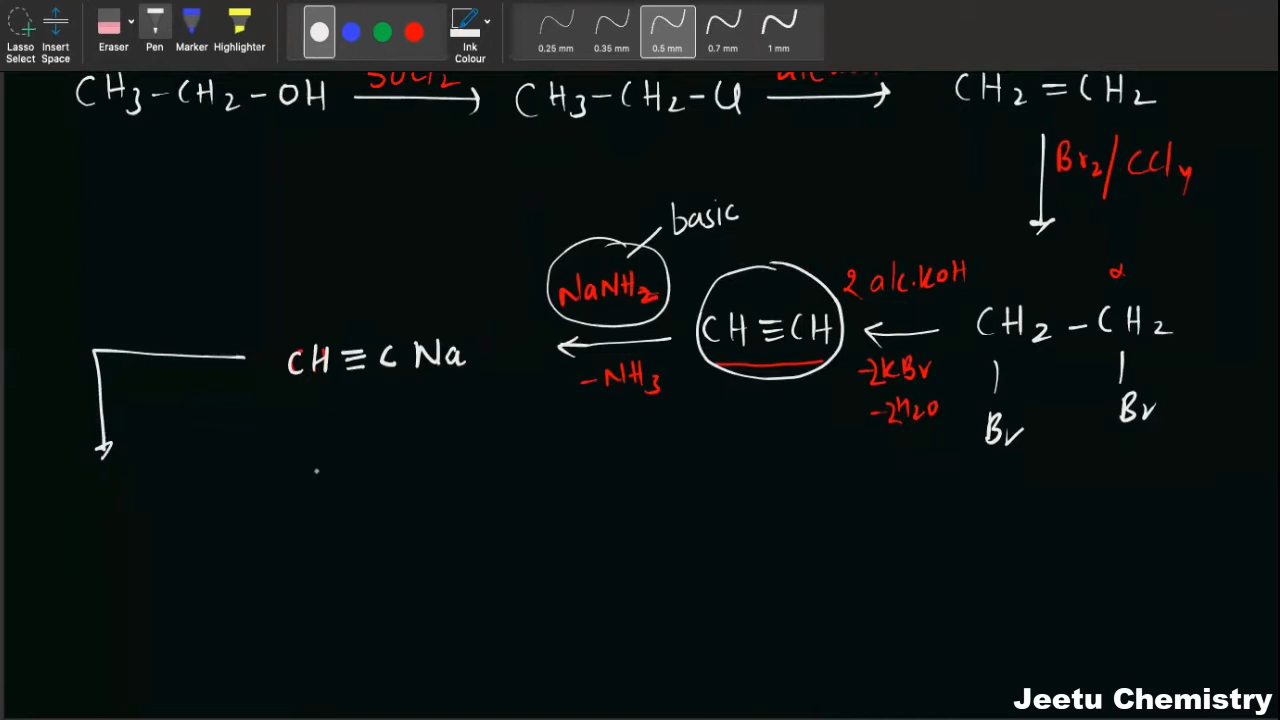 Lasso Select
Insert Space
Eraser
Pen
Marker
Highlighter
Ink Colour
0.25 mm
0.35 mm
0.5 mm
0.7 mm
1 mm
CH3-CH2-OH SOCl2 CH3-CH2-Cl CH2=CH2
Br2/CCl4
basic
NaNH2
-NH3
CH≡CH
2 alc.KOH
-2KBr
-2H2O
α
CH2-CH2
Br Br
CH≡C Na
Jeetu Chemistry